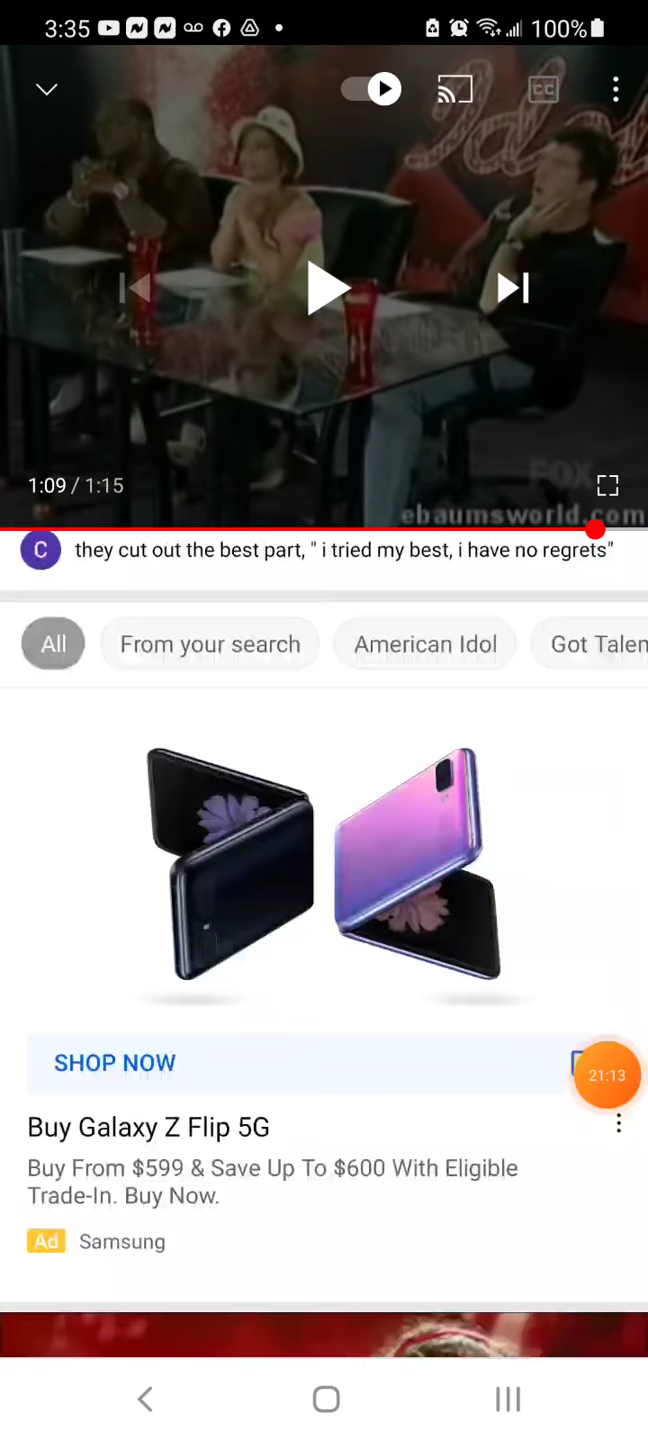 3:35
100%
CC
Idol
1:09 / 1:15
FOX
ebaumsworld.com
C
they cut out the best part, " i tried my best, i have no regrets"
All
From your search
American Idol
Got Talen
SHOP NOW
21:13
Buy Galaxy Z Flip 5G
Buy From $599 & Save Up To $600 With Eligible
Trade-In. Buy Now.
Ad
Samsung